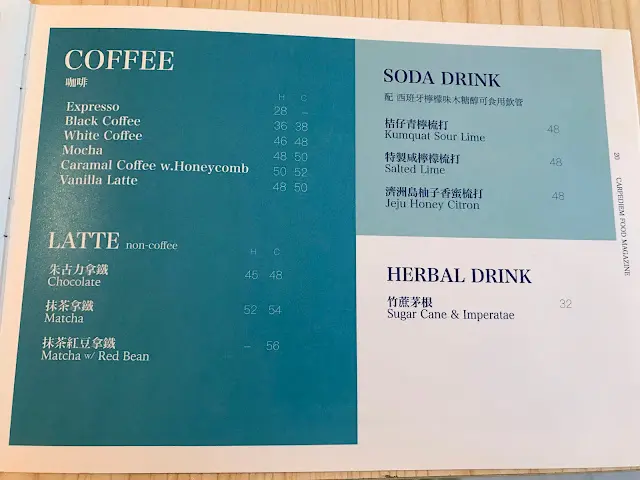 COFFEE
咖啡
H C
Expresso 28 –
Black Coffee 36 38
White Coffee 46 48
Mocha 48 50
Caramal Coffee w.Honeycomb 50 52
Vanilla Latte 48 50
LATTE non-coffee
H C
朱古力拿鐵
Chocolate 45 48
抹茶拿鐵
Matcha 52 54
抹茶紅豆拿鐵
Matcha w/ Red Bean – 56
SODA DRINK
配 西班牙檸檬味木糖醇可食用飲管
桔仔青檸梳打
Kumquat Sour Lime 48
特製咸檸檬梳打
Salted Lime 48
濟洲島柚子香蜜梳打
Jeju Honey Citron 48
HERBAL DRINK
竹蔗茅根
Sugar Cane & Imperatae 32
20 CARPEDIEM FOOD MAGAZINE